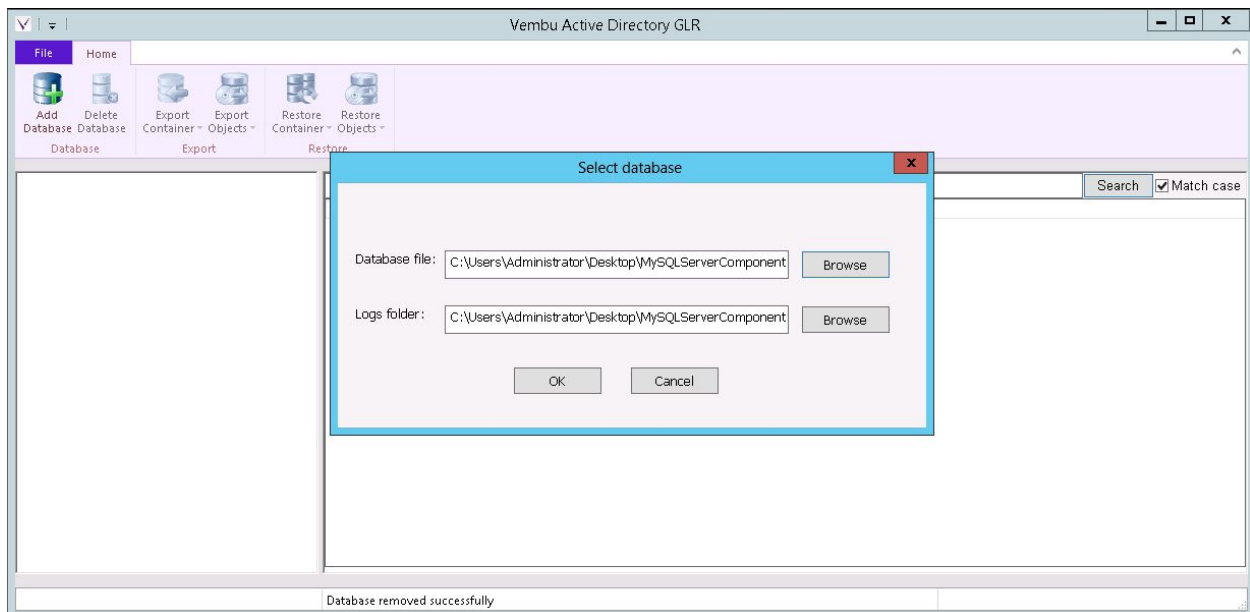 Vembu Active Directory GLR
File Home
Add Database Delete Database Export Container Export Objects Restore Container Restore Objects
Database Export Restore
Select database
Search Match case
Database file: C:\Users\Administrator\Desktop\MySQLServerComponent Browse
Logs folder: C:\Users\Administrator\Desktop\MySQLServerComponent Browse
OK Cancel
Database removed successfully